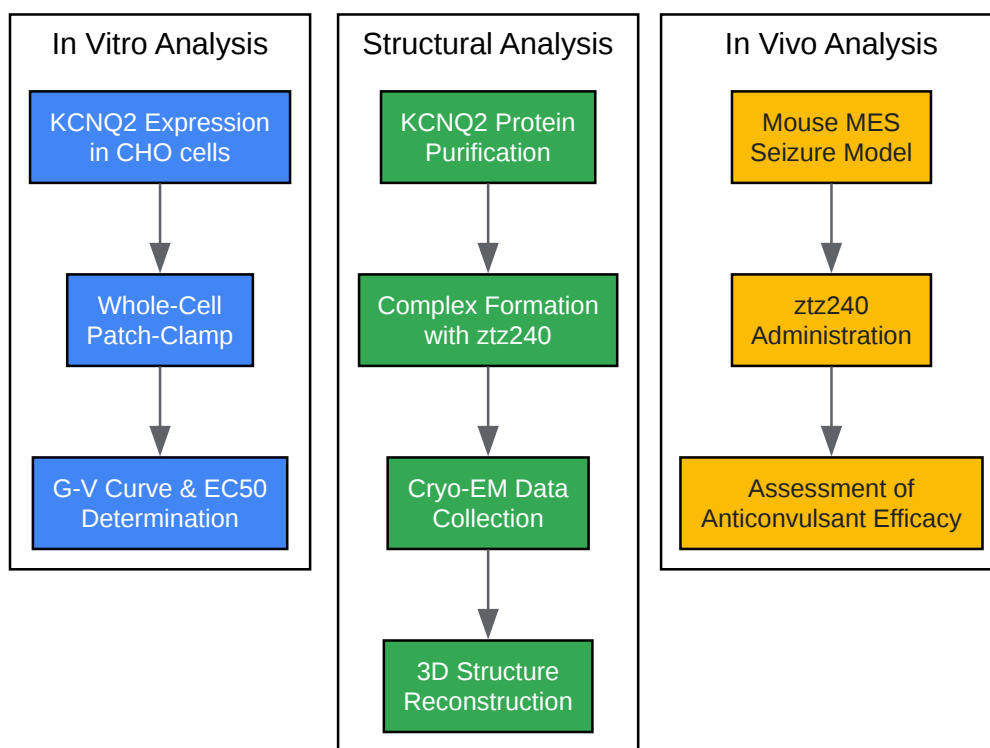 In Vitro Analysis
KCNQ2 Expression
in CHO cells
Whole-Cell
Patch-Clamp
G-V Curve & EC50
Determination
Structural Analysis
KCNQ2 Protein
Purification
Complex Formation
with ztz240
Cryo-EM Data
Collection
3D Structure
Reconstruction
In Vivo Analysis
Mouse MES
Seizure Model
ztz240
Administration
Assessment of
Anticonvulsant Efficacy